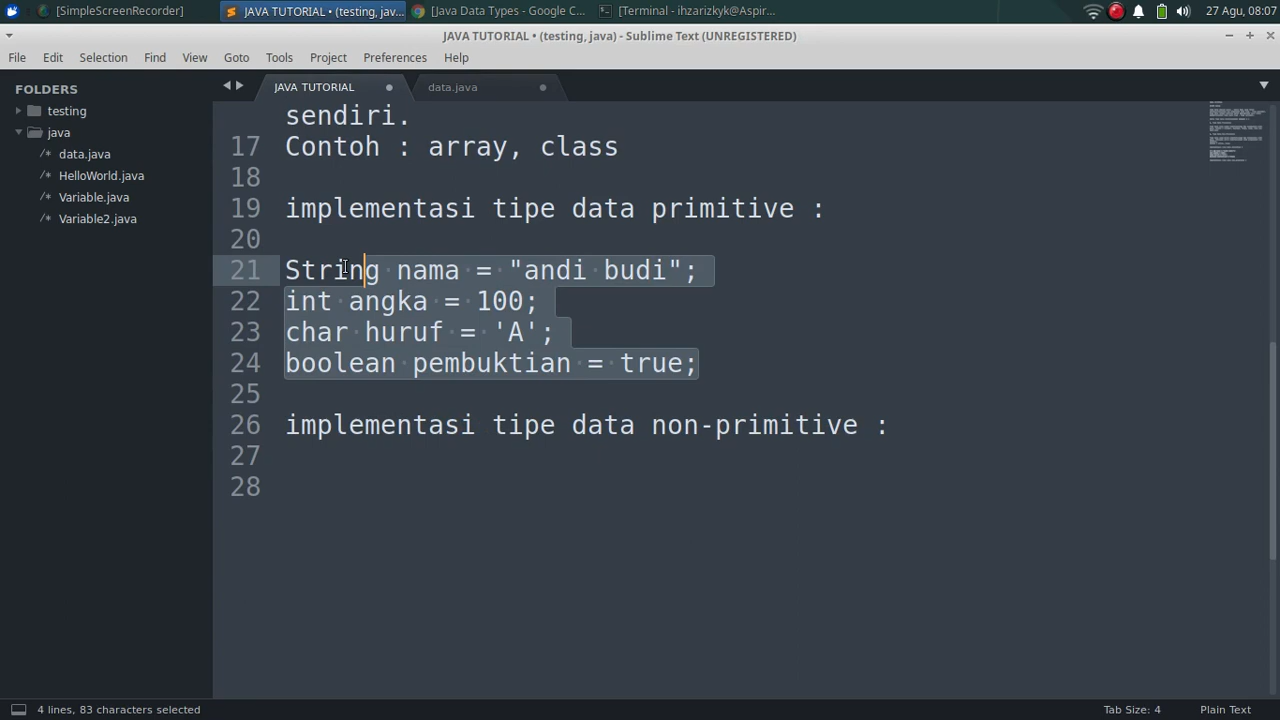 [SimpleScreenRecorder]
JAVA TUTORIAL • (testing, jav...
[Java Data Types - Google C...
[Terminal - ihzarizkyk@Aspir...
27 Agu, 08:07
JAVA TUTORIAL • (testing, java) - Sublime Text (UNREGISTERED)
File Edit Selection Find View Goto Tools Project Preferences Help
FOLDERS
testing
java
data.java
HelloWorld.java
Variable.java
Variable2.java
JAVA TUTORIAL
data.java
sendiri.
17 Contoh : array, class
18
19 implementasi tipe data primitive :
20
21 String nama = "andi budi";
22 int angka = 100;
23 char huruf = 'A';
24 boolean pembuktian = true;
25
26 implementasi tipe data non-primitive :
27
28
4 lines, 83 characters selected
Tab Size: 4
Plain Text